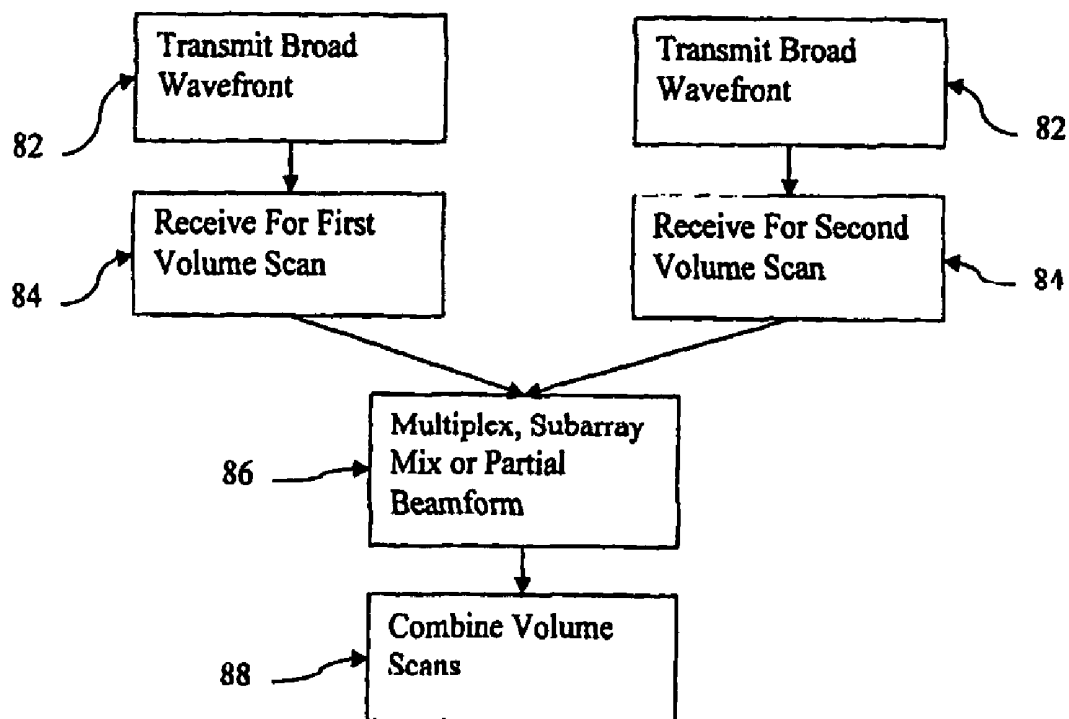 Transmit Broad
Wavefront
82
Transmit Broad
Wavefront
82
Receive For First
Volume Scan
84
Receive For Second
Volume Scan
84
Multiplex, Subarray
Mix or Partial
Beamform
86
Combine Volume
Scans
88